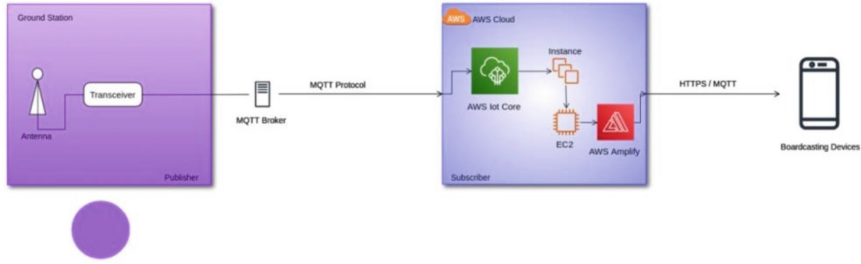 Ground Station
Transceiver
Antenna
Publisher
MQTT Broker
MQTT Protocol
AWS
AWS Cloud
Instance
AWS Iot Core
EC2
AWS Amplify
Subscriber
HTTPS / MQTT
Boardcasting Devices